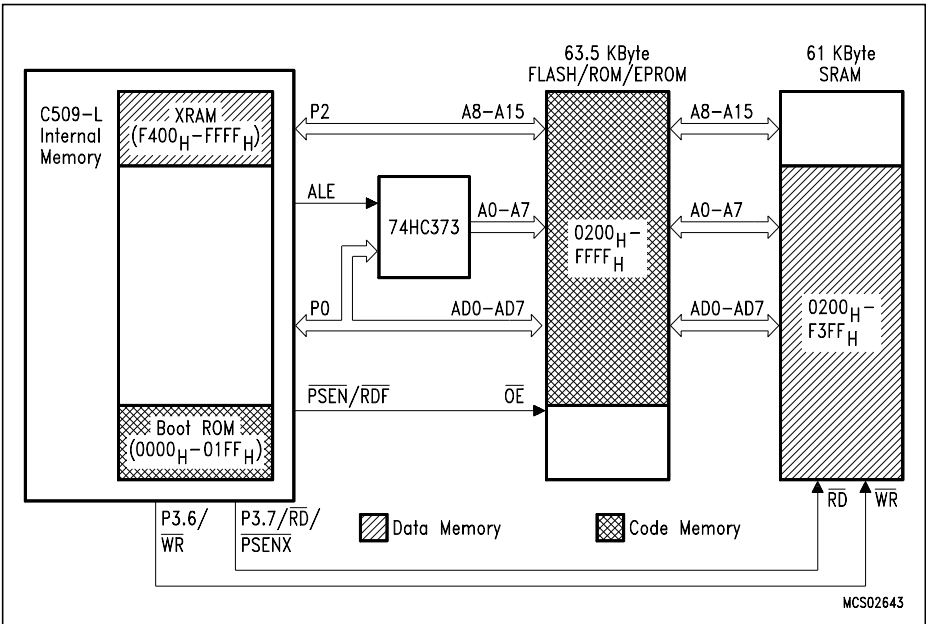 63.5 KByte
FLASH/ROM/EPROM
61 KByte
SRAM
C509-L
Internal
Memory
XRAM
(F400H-FFFFH)
P2
A8-A15
A8-A15
ALE
74HC373
A0-A7
A0-A7
0200H-
FFFFH
P0
AD0-AD7
AD0-AD7
0200H-
F3FFH
PSEN/RDF
OE
Boot ROM
(0000H-01FFH)
RD
WR
P3.6/
WR
P3.7/RD/
PSENX
Data Memory
Code Memory
MCS02643